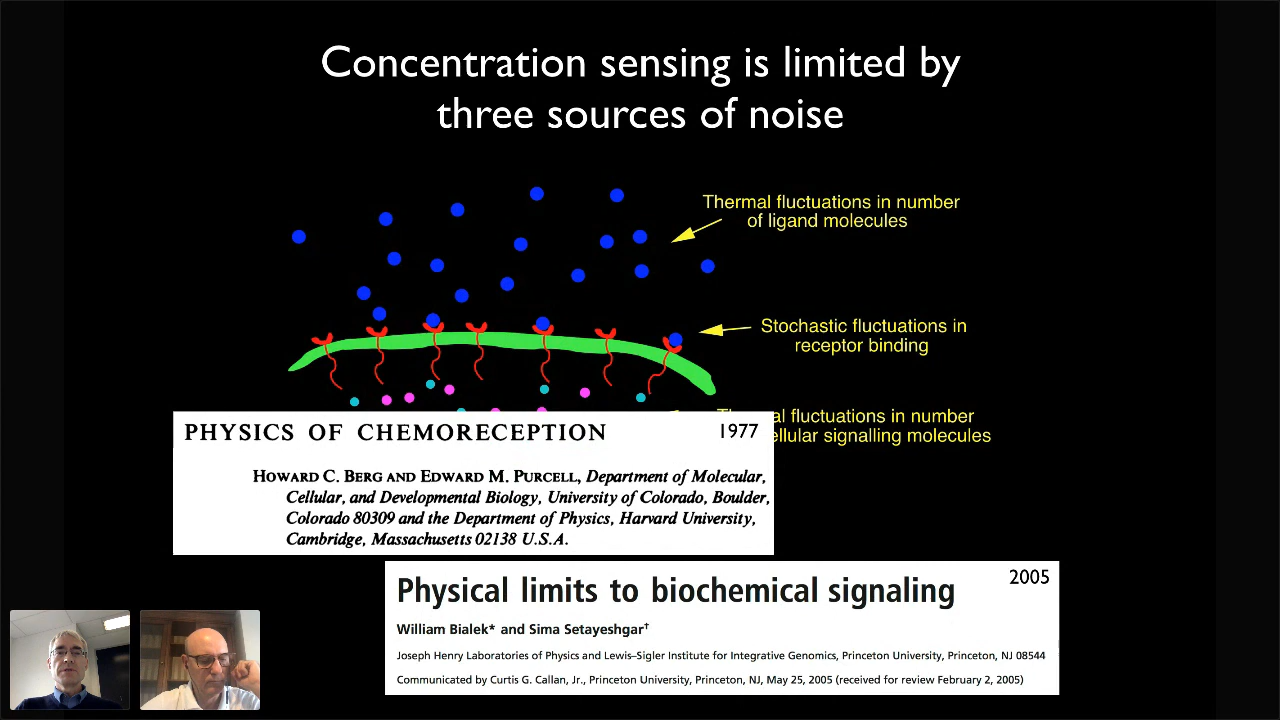 Concentration sensing is limited by
three sources of noise
Thermal fluctuations in number
of ligand molecules
Stochastic fluctuations in
receptor binding
al fluctuations in number
ellular signalling molecules
PHYSICS OF CHEMORECEPTION 1977
HOWARD C. BERG AND EDWARD M. PURCELL, Department of Molecular,
Cellular, and Developmental Biology, University of Colorado, Boulder,
Colorado 80309 and the Department of Physics, Harvard University,
Cambridge, Massachusetts 02138 U.S.A.
2005
Physical limits to biochemical signaling
William Bialek* and Sima Setayeshgar†
Joseph Henry Laboratories of Physics and Lewis–Sigler Institute for Integrative Genomics, Princeton University, Princeton, NJ 08544
Communicated by Curtis G. Callan, Jr., Princeton University, Princeton, NJ, May 25, 2005 (received for review February 2, 2005)